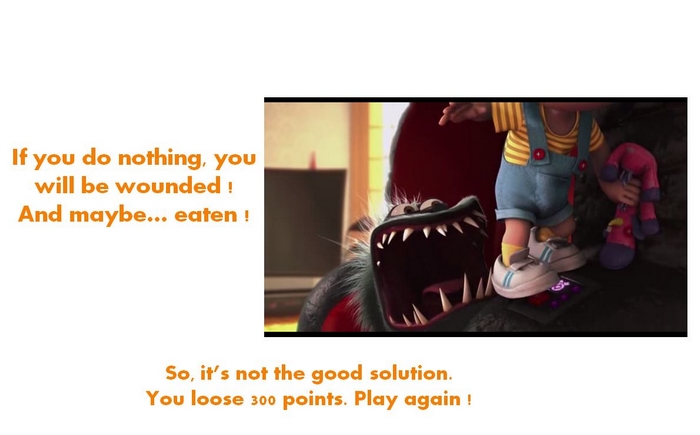 If you do nothing, you
will be wounded !
And maybe... eaten !
So, it's not the good solution.
You loose 300 points. Play again !